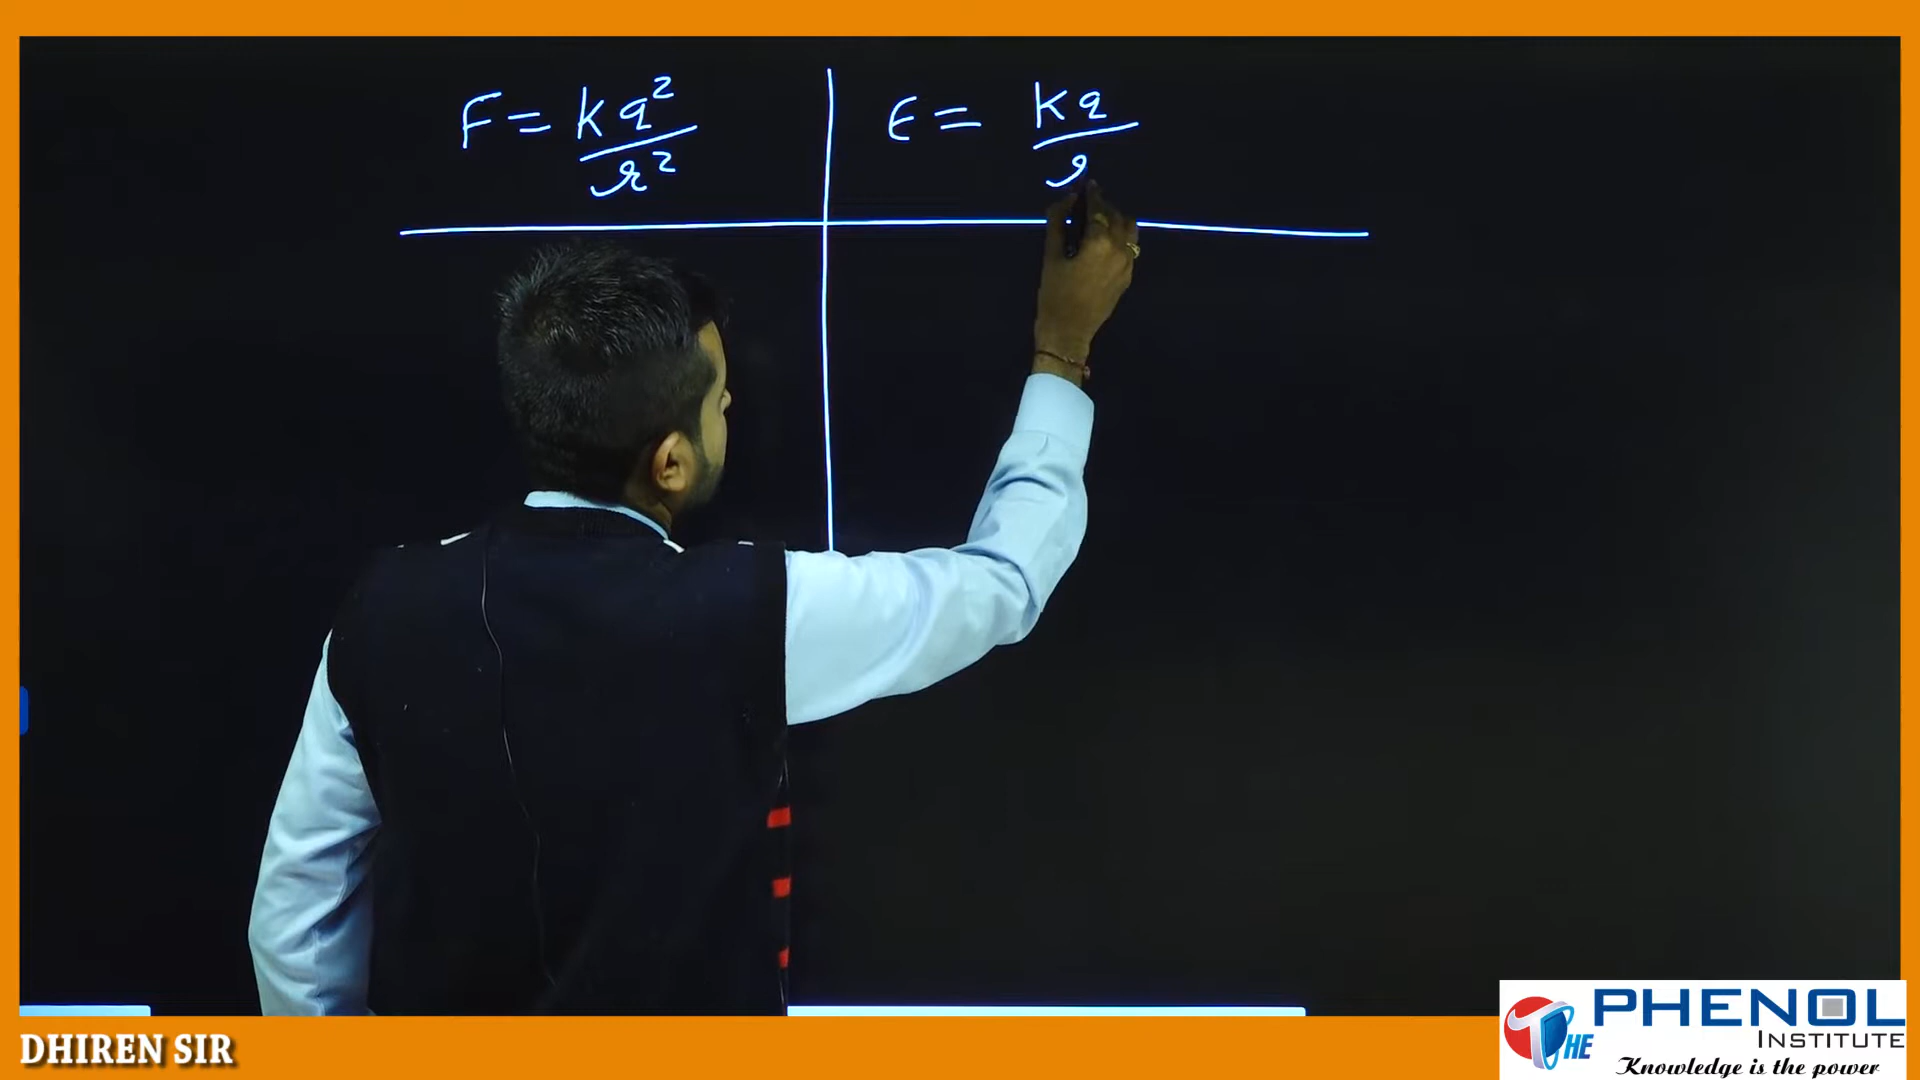 F = kq²/r²
E = kq/r
DHIREN SIR
THE PHENOL
INSTITUTE
Knowledge is the power